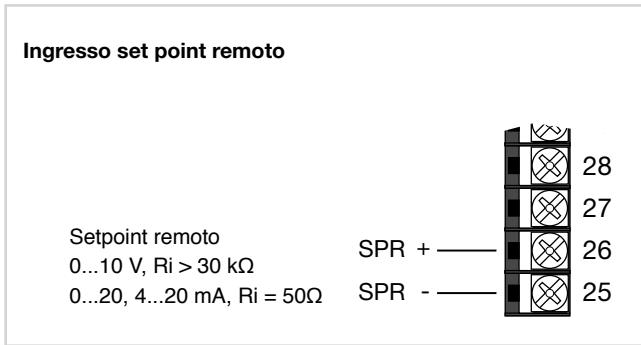 Ingresso set point remoto
28
27
Setpoint remoto
SPR + 26
0...10 V, Ri > 30 kΩ
0...20, 4...20 mA, Ri = 50Ω
SPR - 25